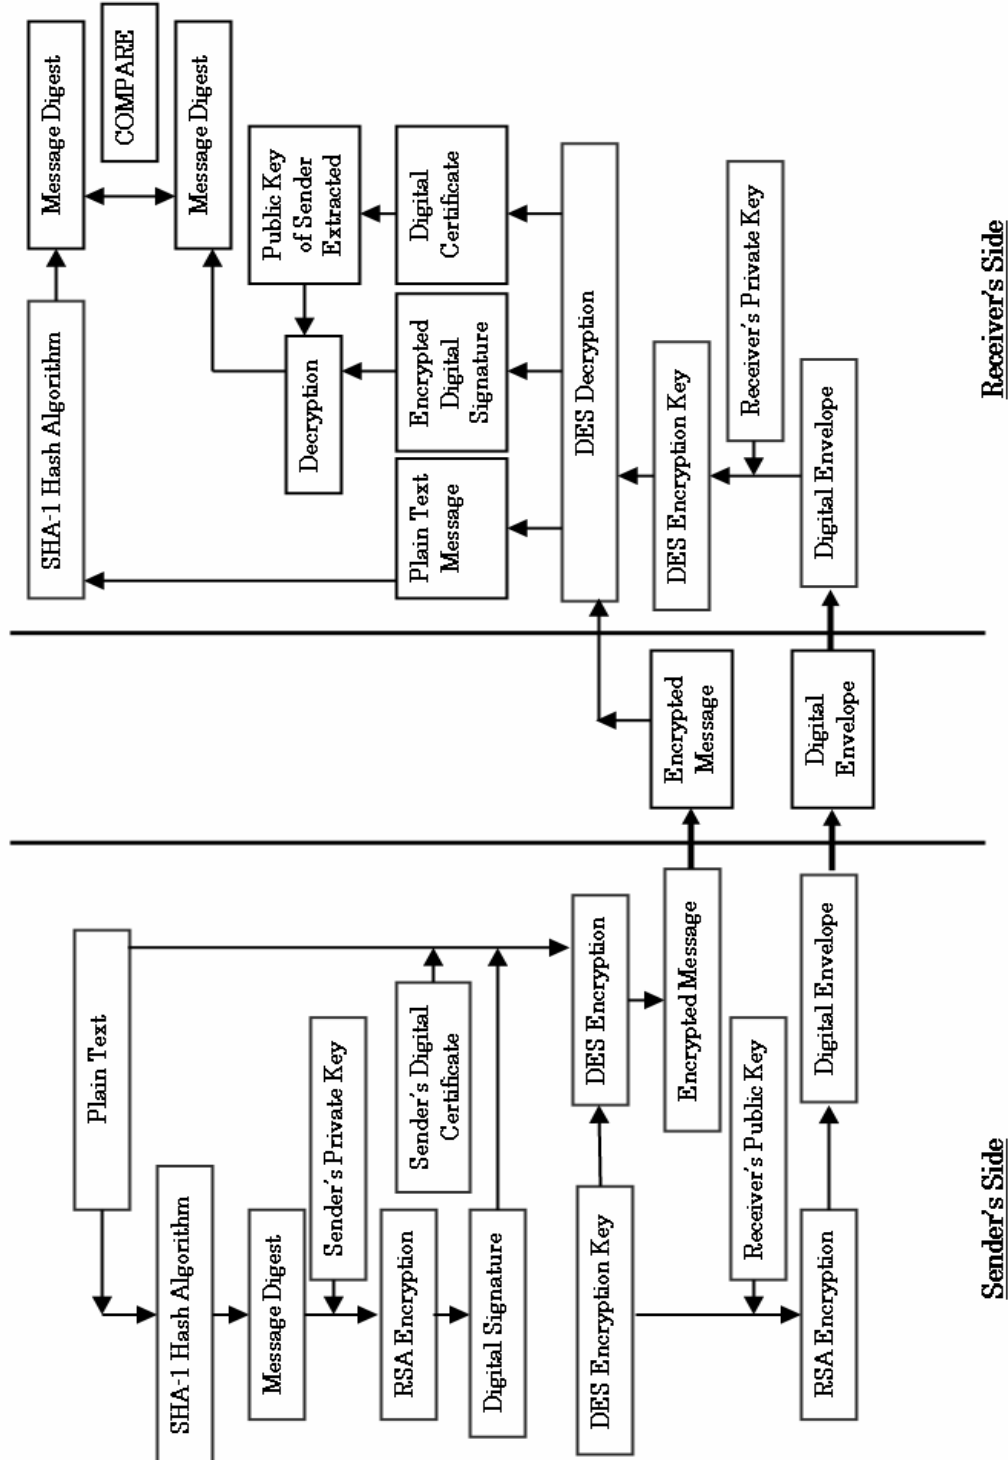 Plain Text
SHA-1 Hash Algorithm
Message Digest
Sender's Private Key
RSA Encryption
Digital Signature
Sender's Digital
Certificate
DES Encryption Key
DES Encryption
Encrypted Message
Receiver's Public Key
RSA Encryption
Digital Envelope
Sender's Side
Encrypted
Message
Digital
Envelope
SHA-1 Hash Algorithm
Message Digest
COMPARE
Message Digest
Decryption
Public Key
of Sender
Extracted
Plain Text
Message
Encrypted
Digital
Signature
Digital
Certificate
DES Decryption
DES Encryption Key
Receiver's Private Key
Digital Envelope
Receiver's Side